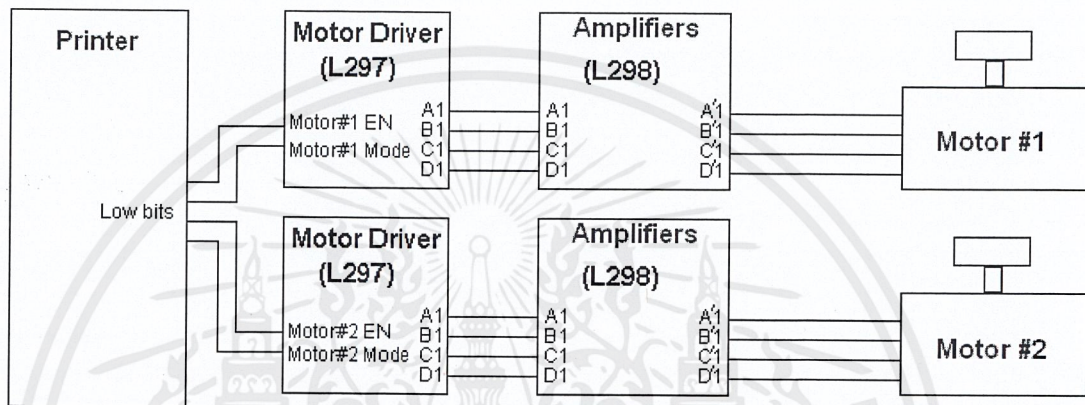 Printer
Low bits
Motor Driver
(L297)
Motor#1 EN
Motor#1 Mode
A1
B1
C1
D1
Amplifiers
(L298)
A1
B1
C1
D1
A'1
B'1
C'1
D'1
Motor #1
Motor Driver
(L297)
Motor#2 EN
Motor#2 Mode
A1
B1
C1
D1
Amplifiers
(L298)
A1
B1
C1
D1
A'1
B'1
C'1
D'1
Motor #2